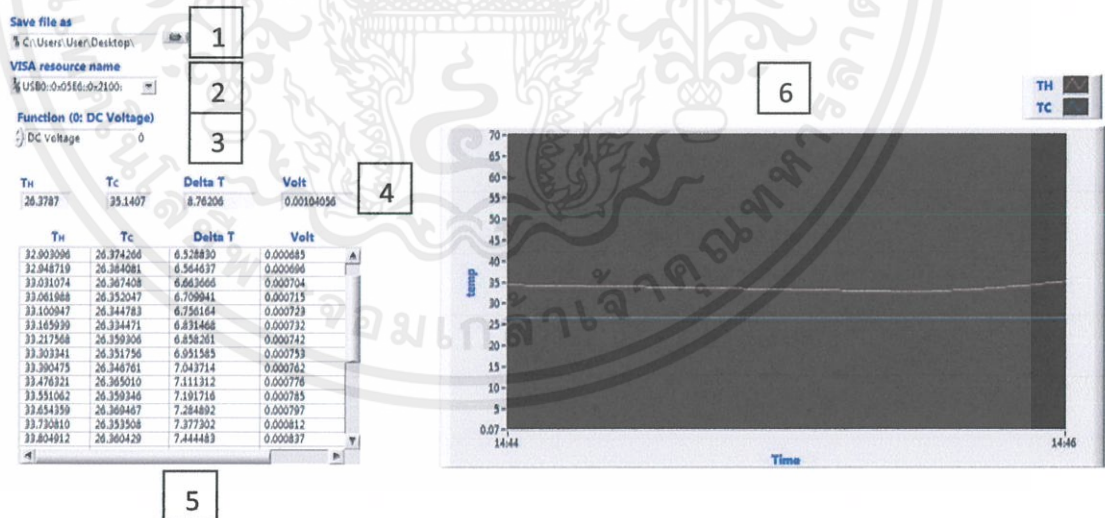 Save file as
C:\Users\User\Desktop\
1
VISA resource name
USB0::0x05E6::0x2100:
2
Function (0: DC Voltage)
DC Voltage 0
3
TH Tc Delta T Volt
26.3787 35.1407 8.76206 0.00104056
4
TH Tc Delta T Volt
32.903096 26.374266 6.528830 0.000685
32.948719 26.384081 6.564637 0.000696
33.031074 26.367408 6.663666 0.000704
33.061988 26.352047 6.709941 0.000715
33.100947 26.344783 6.756164 0.000723
33.165939 26.334471 6.831468 0.000732
33.217568 26.359306 6.858261 0.000742
33.303341 26.351756 6.951585 0.000753
33.390475 26.346761 7.043714 0.000762
33.476321 26.365010 7.111312 0.000776
33.551062 26.359346 7.191716 0.000785
33.654359 26.369467 7.284892 0.000797
33.730810 26.353508 7.377302 0.000812
33.804912 26.360429 7.444483 0.000837
5
6
TH
TC
70
65
60
55
50
45
40
35
30
25
20
15
10
5
0.07
temp
14:44 14:46
Time